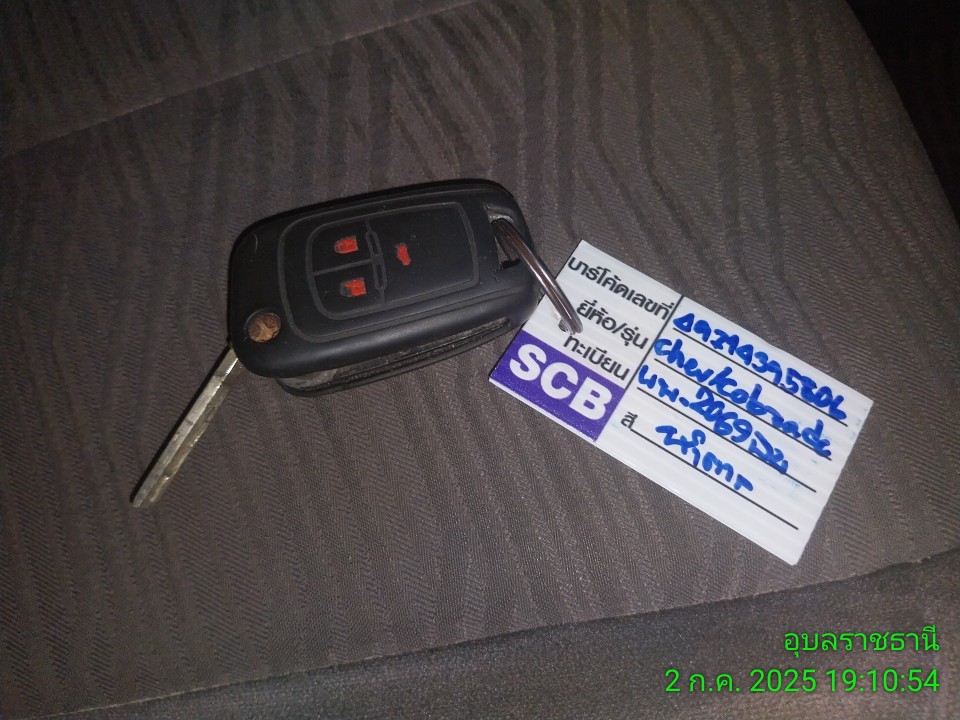 บาร์โค้ดเลขที่
ยี่ห้อ/รุ่น chev/colorado
ทะเบียน
สี น้ำตาล
SCB
อุบลราชธานี
2 ก.ค. 2025 19:10:54